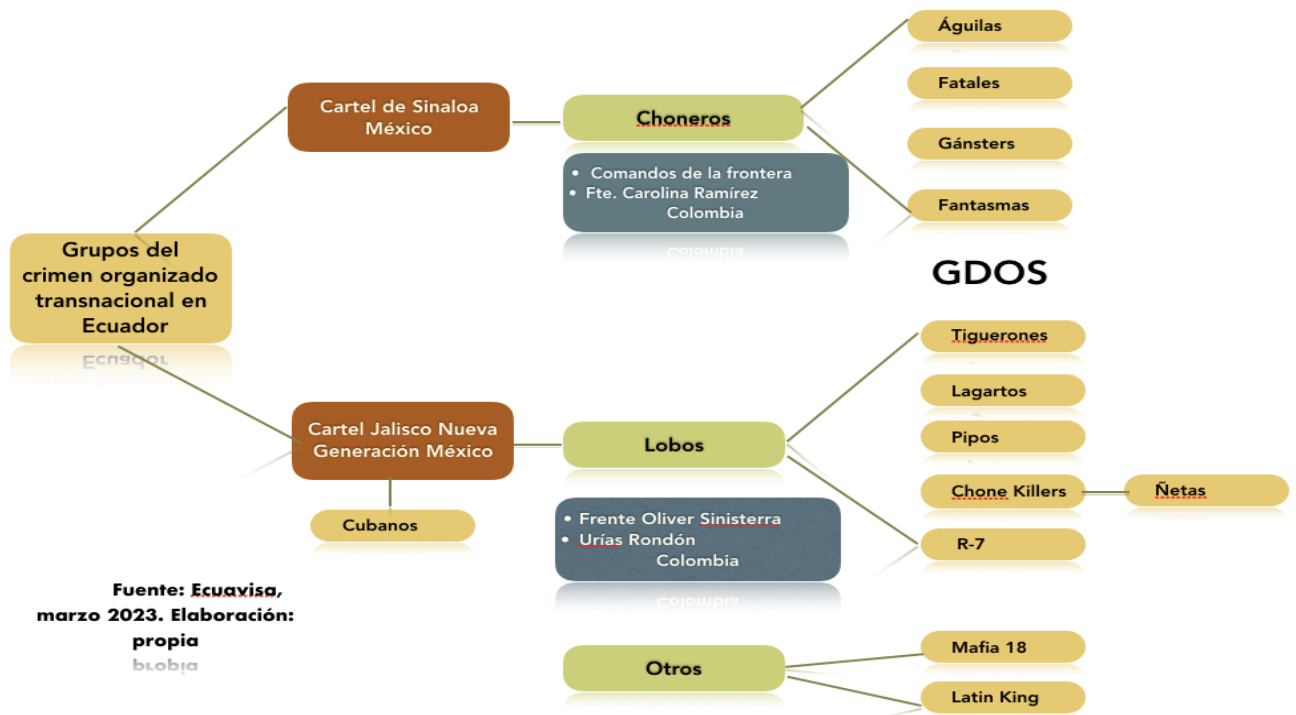 Grupos del
crimen organizado
transnacional en
Ecuador
Cartel de Sinaloa
México
Choneros
• Comandos de la frontera
• Fte. Carolina Ramírez
Colombia
Águilas
Fatales
Gánsters
Fantasmas
GDOS
Cartel Jalisco Nueva
Generación México
Cubanos
Lobos
• Frente Oliver Sinisterra
• Urías Rondón
Colombia
Tiguerones
Lagartos
Pipos
Chone Killers
Ñetas
R-7
Otros
Mafia 18
Latin King
Fuente: Ecuavisa,
marzo 2023. Elaboración:
propia